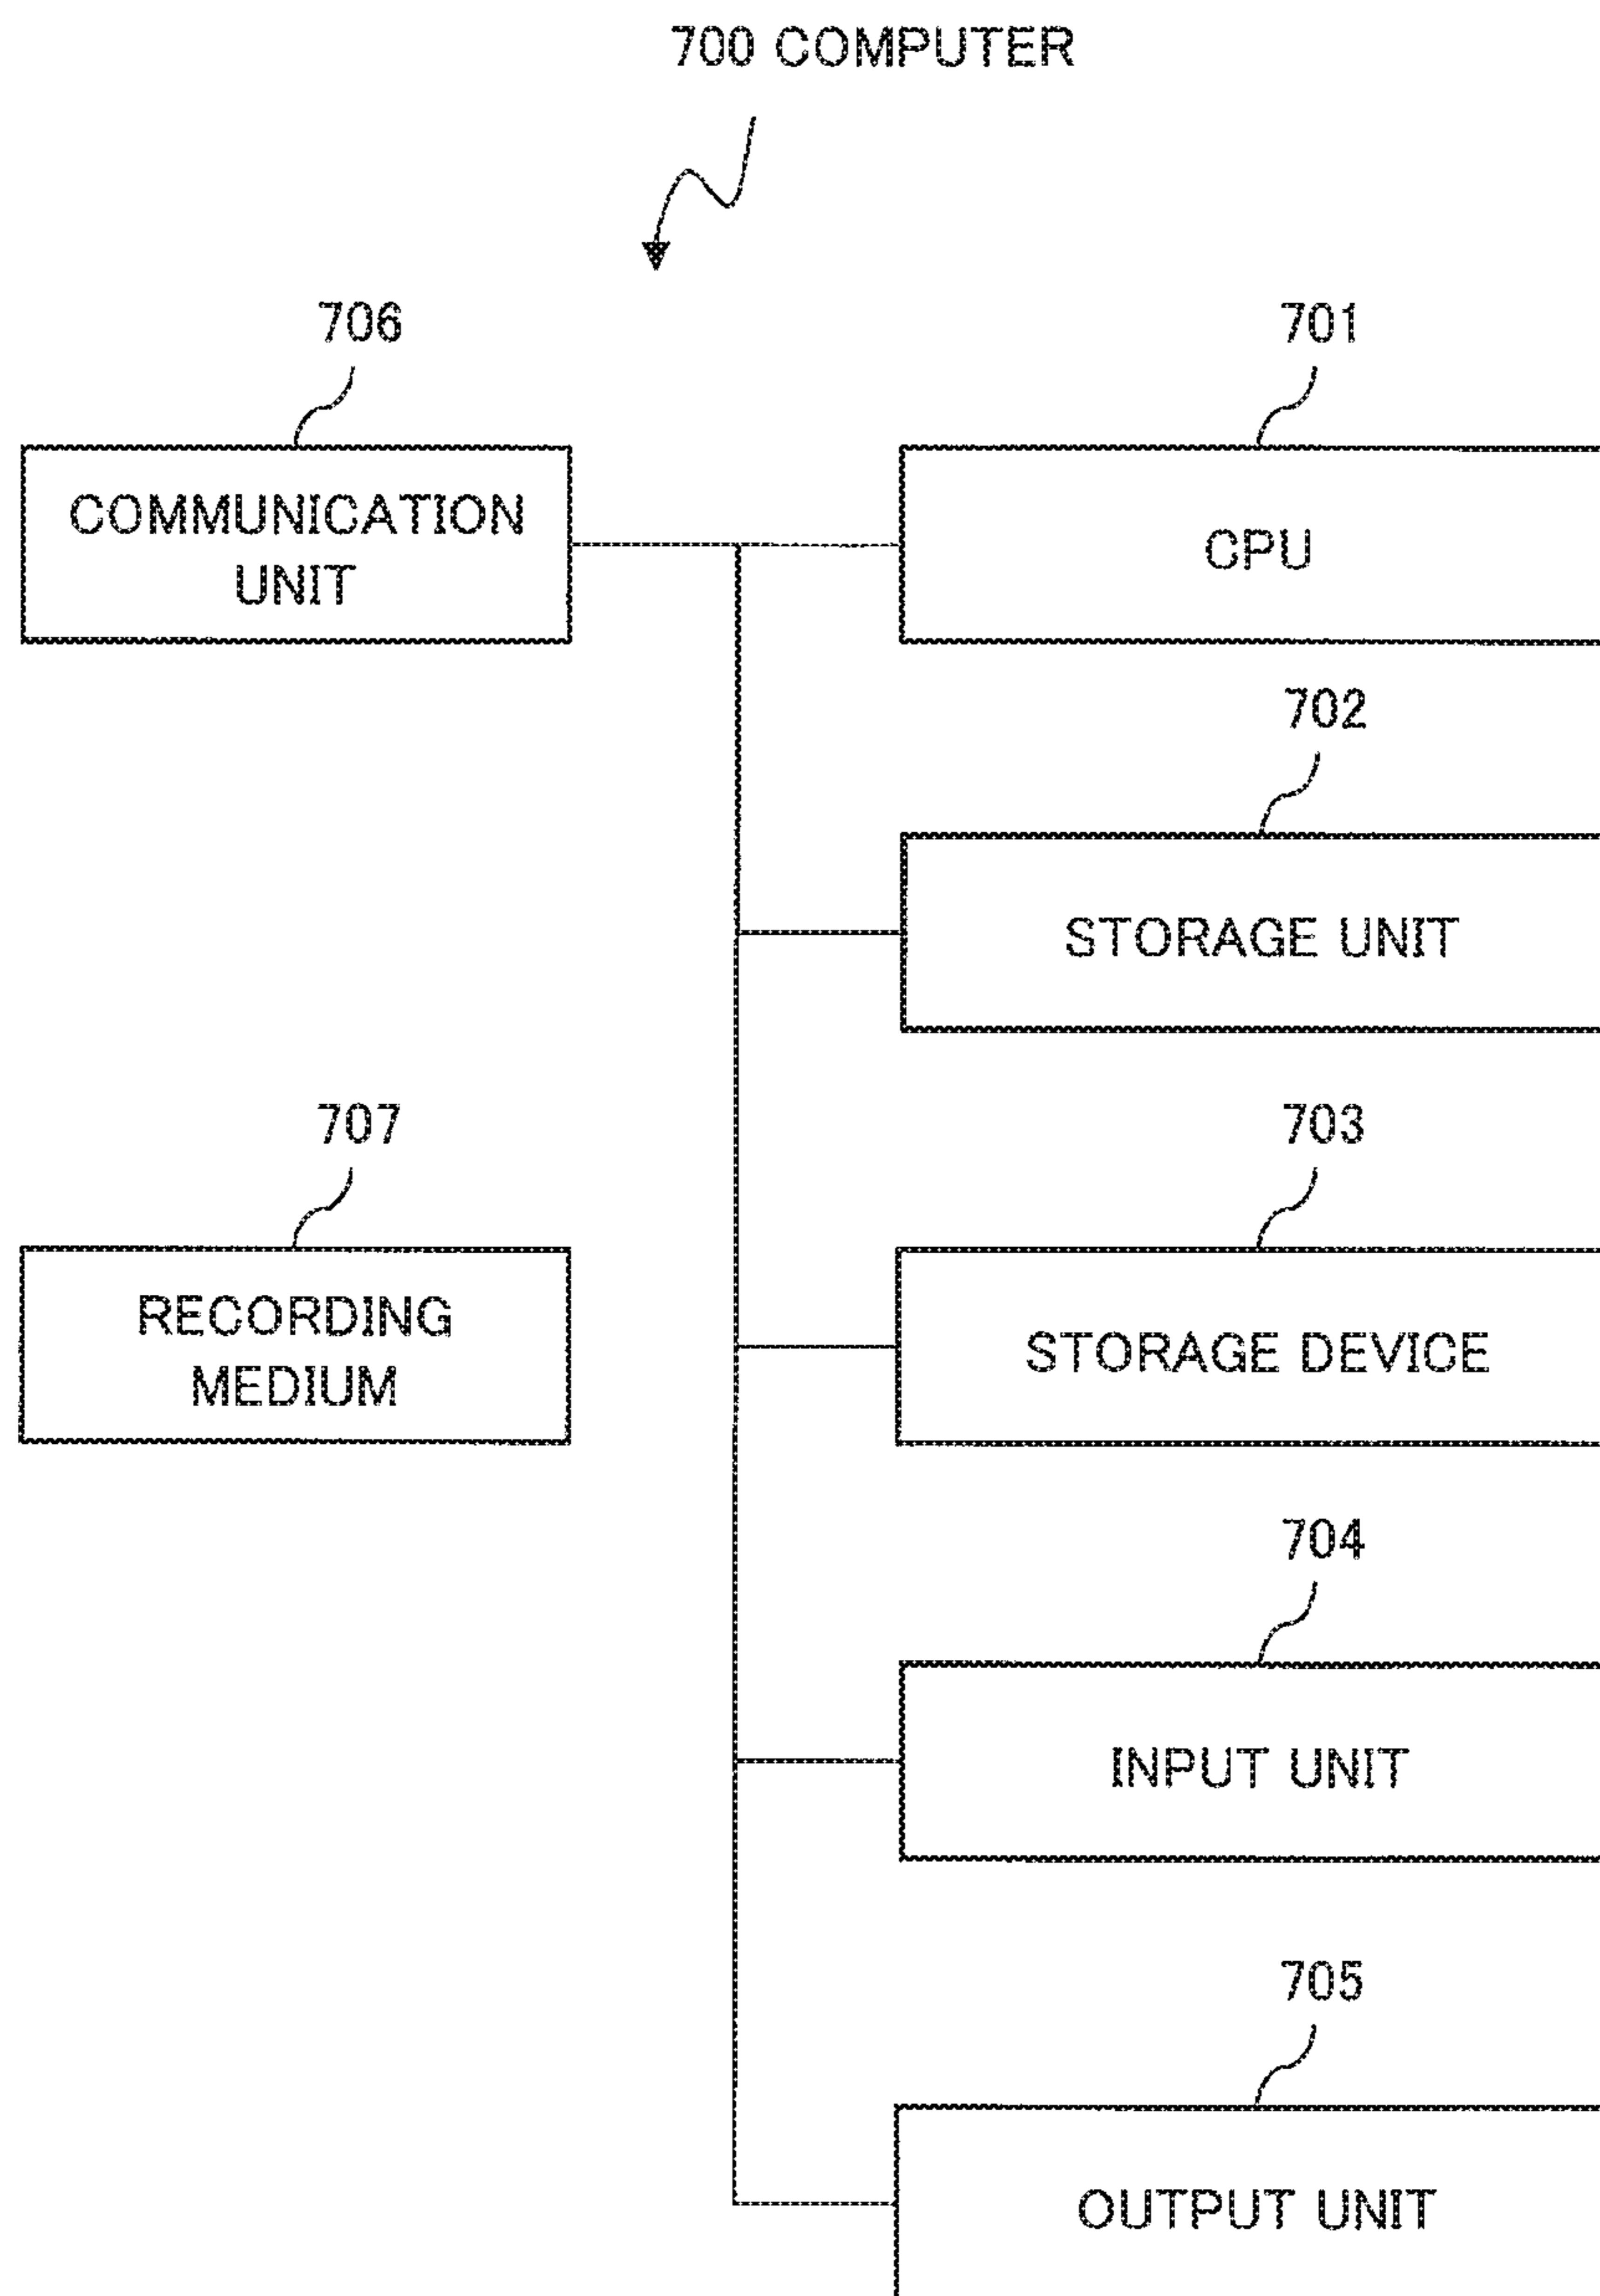 700 COMPUTER
706
701
COMMUNICATION
UNIT
CPU
702
STORAGE UNIT
707
703
RECORDING
MEDIUM
STORAGE DEVICE
704
INPUT UNIT
705
OUTPUT UNIT